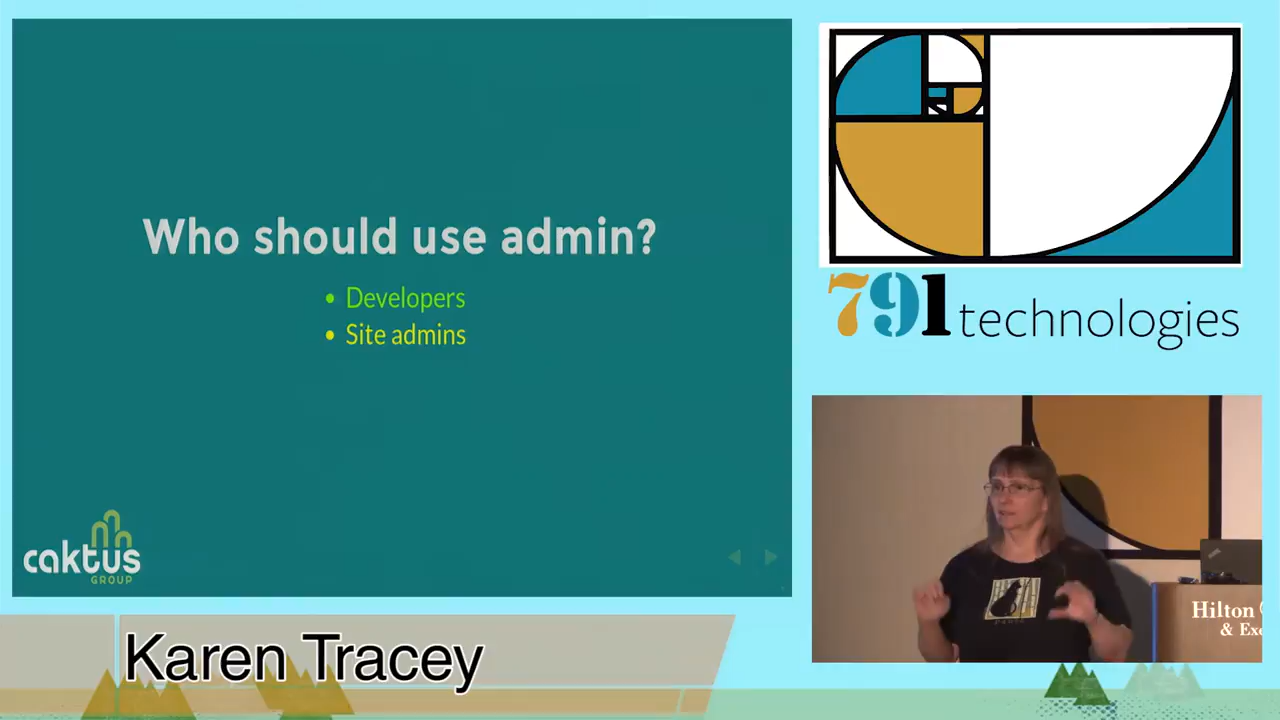 Who should use admin?
• Developers
• Site admins
caktus
GROUP
791 technologies
Hilton
& Exe
Karen Tracey